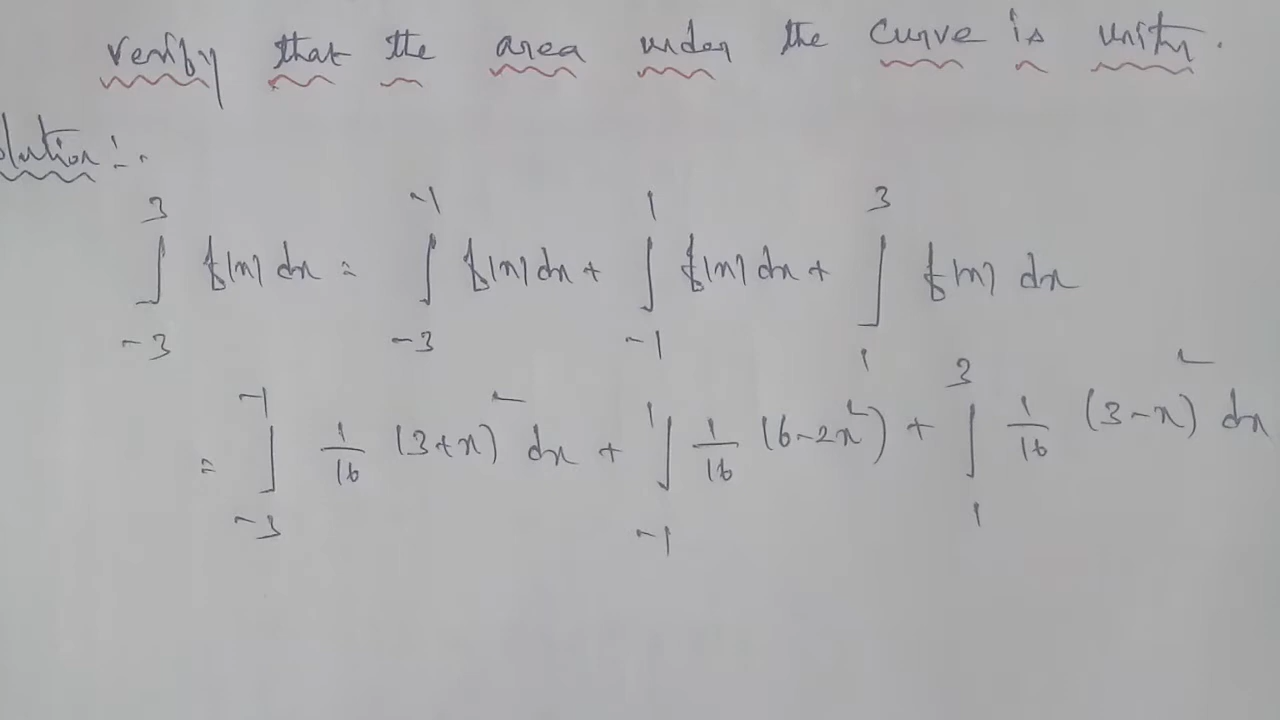 verify that the area under the curve is unity.
olution:-
∫_{-3}^{3} f(x) dx = ∫_{-3}^{-1} f(x) dx + ∫_{-1}^{1} f(x) dx + ∫_{1}^{3} f(x) dx
= ∫_{-3}^{-1} 1/16 (3+x)² dx + ∫_{-1}^{1} 1/16 (6-2x²) + ∫_{1}^{3} 1/16 (3-x)² dx